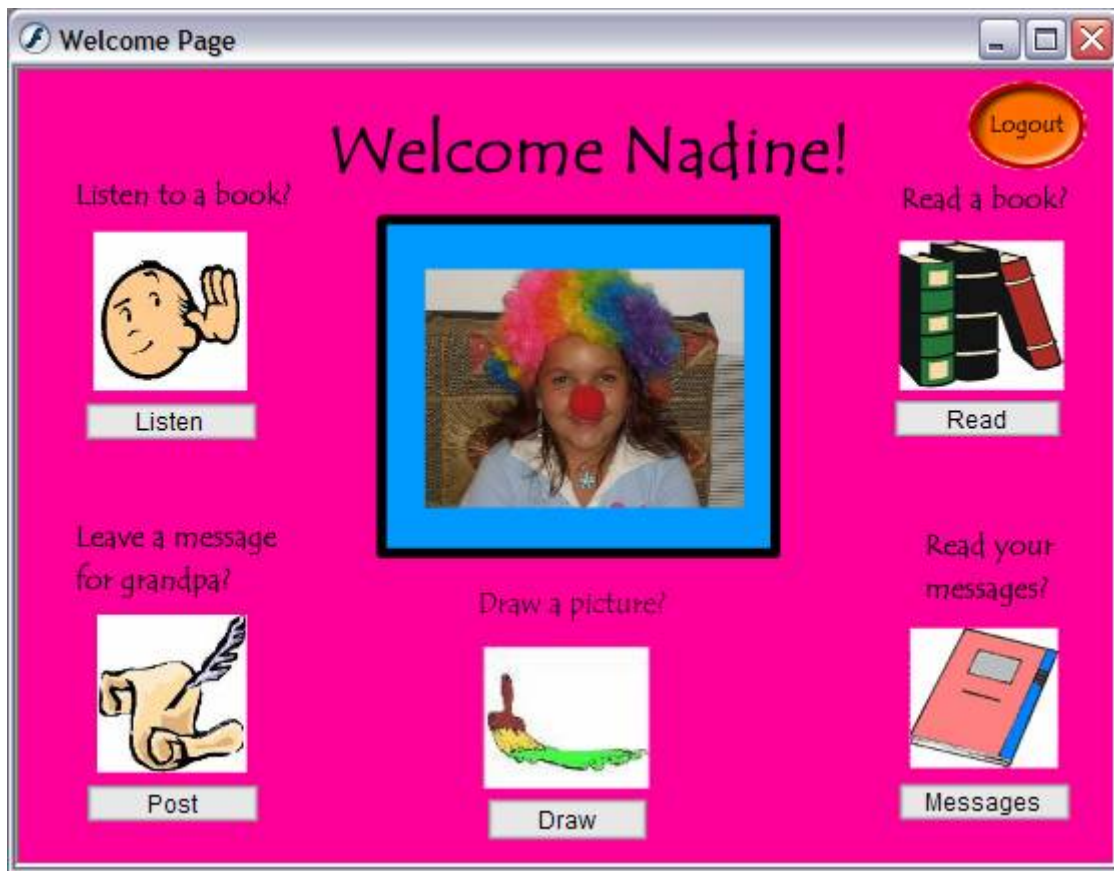 Welcome Page
Logout
Welcome Nadine!
Listen to a book?
Read a book?
Listen
Read
Leave a message
for grandpa?
Read your
messages?
Draw a picture?
Post
Draw
Messages